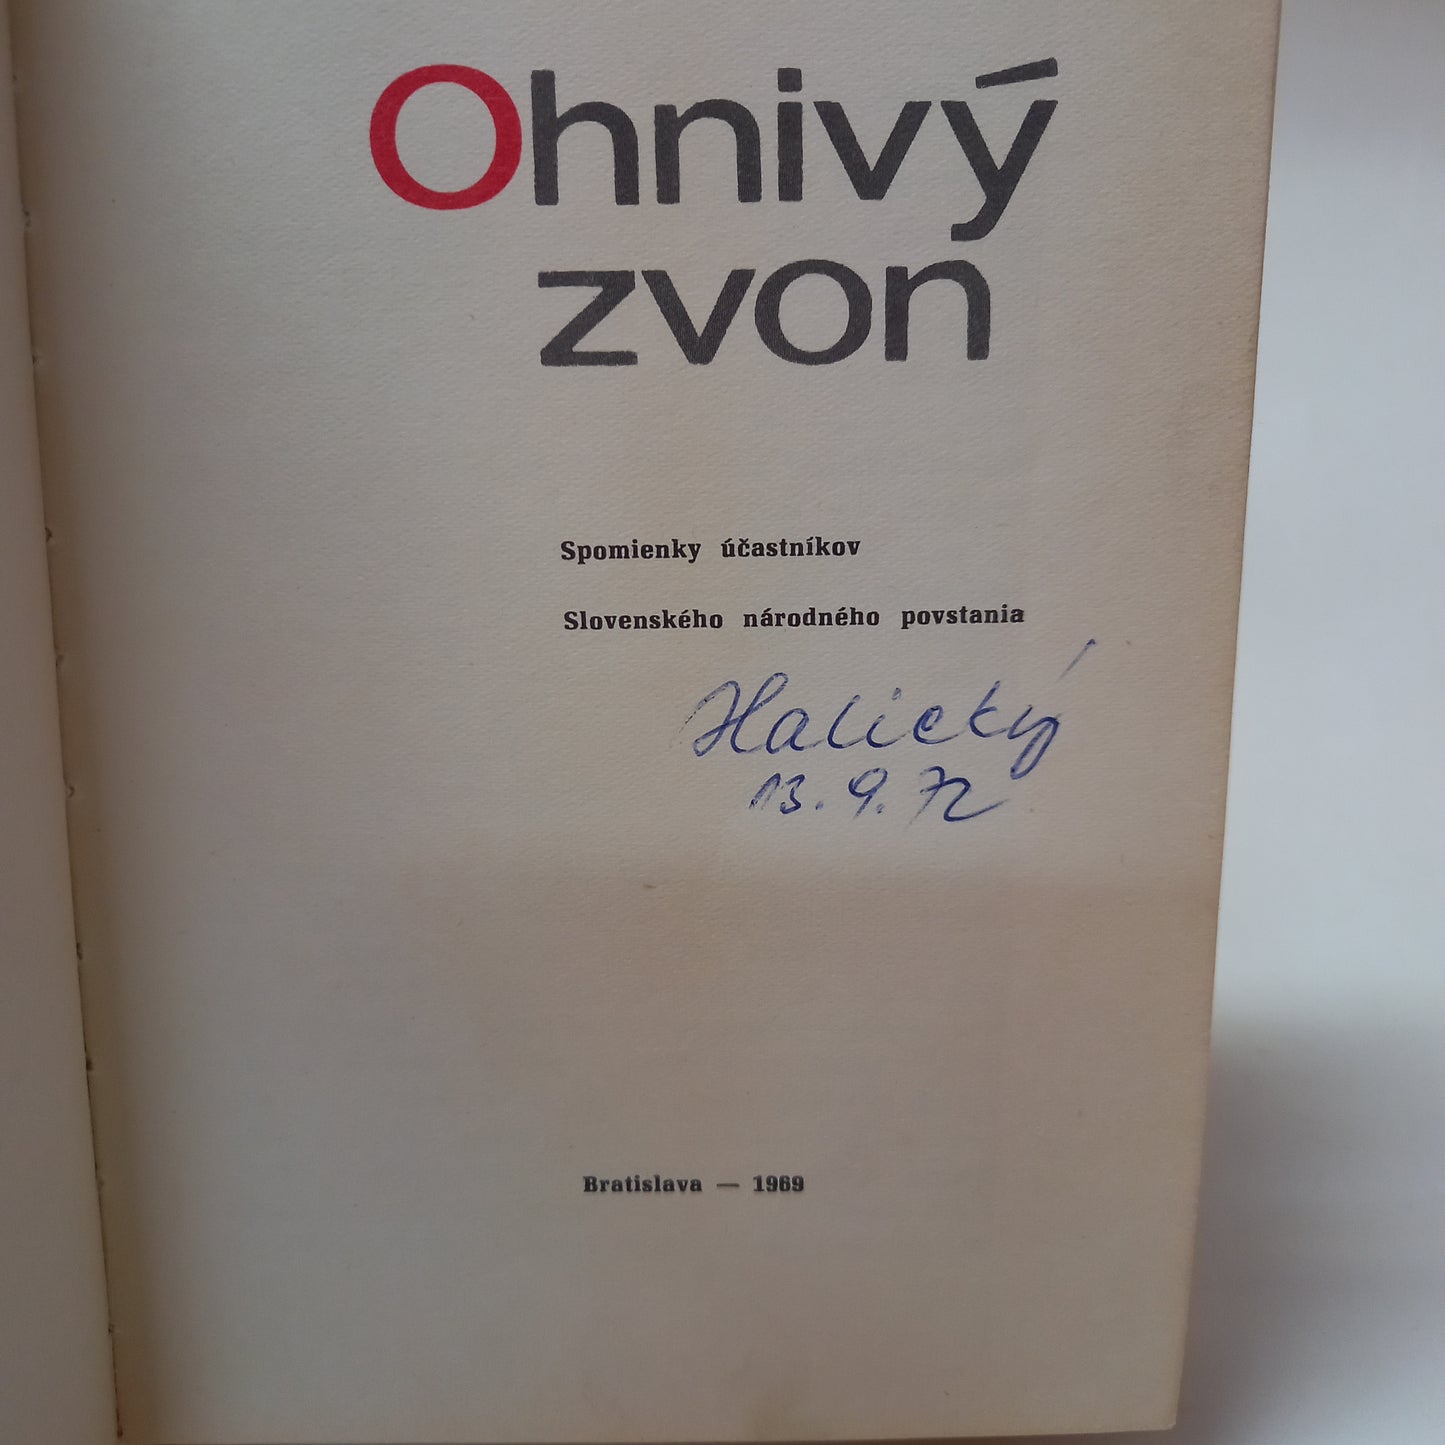 Ohnivý
zvon
Spomienky účastníkov
Slovenského národného povstania
Halický
13. 9. 72
Bratislava — 1969